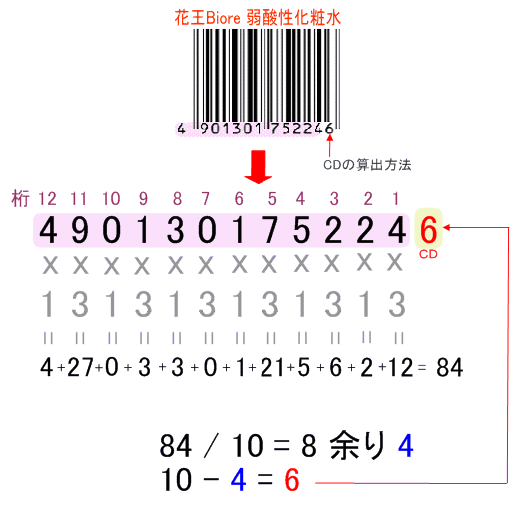 花王Biore 弱酸性化粧水
4 901301 752246
CDの算出方法
桁 12 11 10 9 8 7 6 5 4 3 2 1
4 9 0 1 3 0 1 7 5 2 2 4 6
CD
× × × × × × × × × × × ×
1 3 1 3 1 3 1 3 1 3 1 3
= = = = = = = = = = = =
4+27+0+3+3+0+1+21+5+6+2+12= 84
84 / 10 = 8 余り 4
10 - 4 = 6